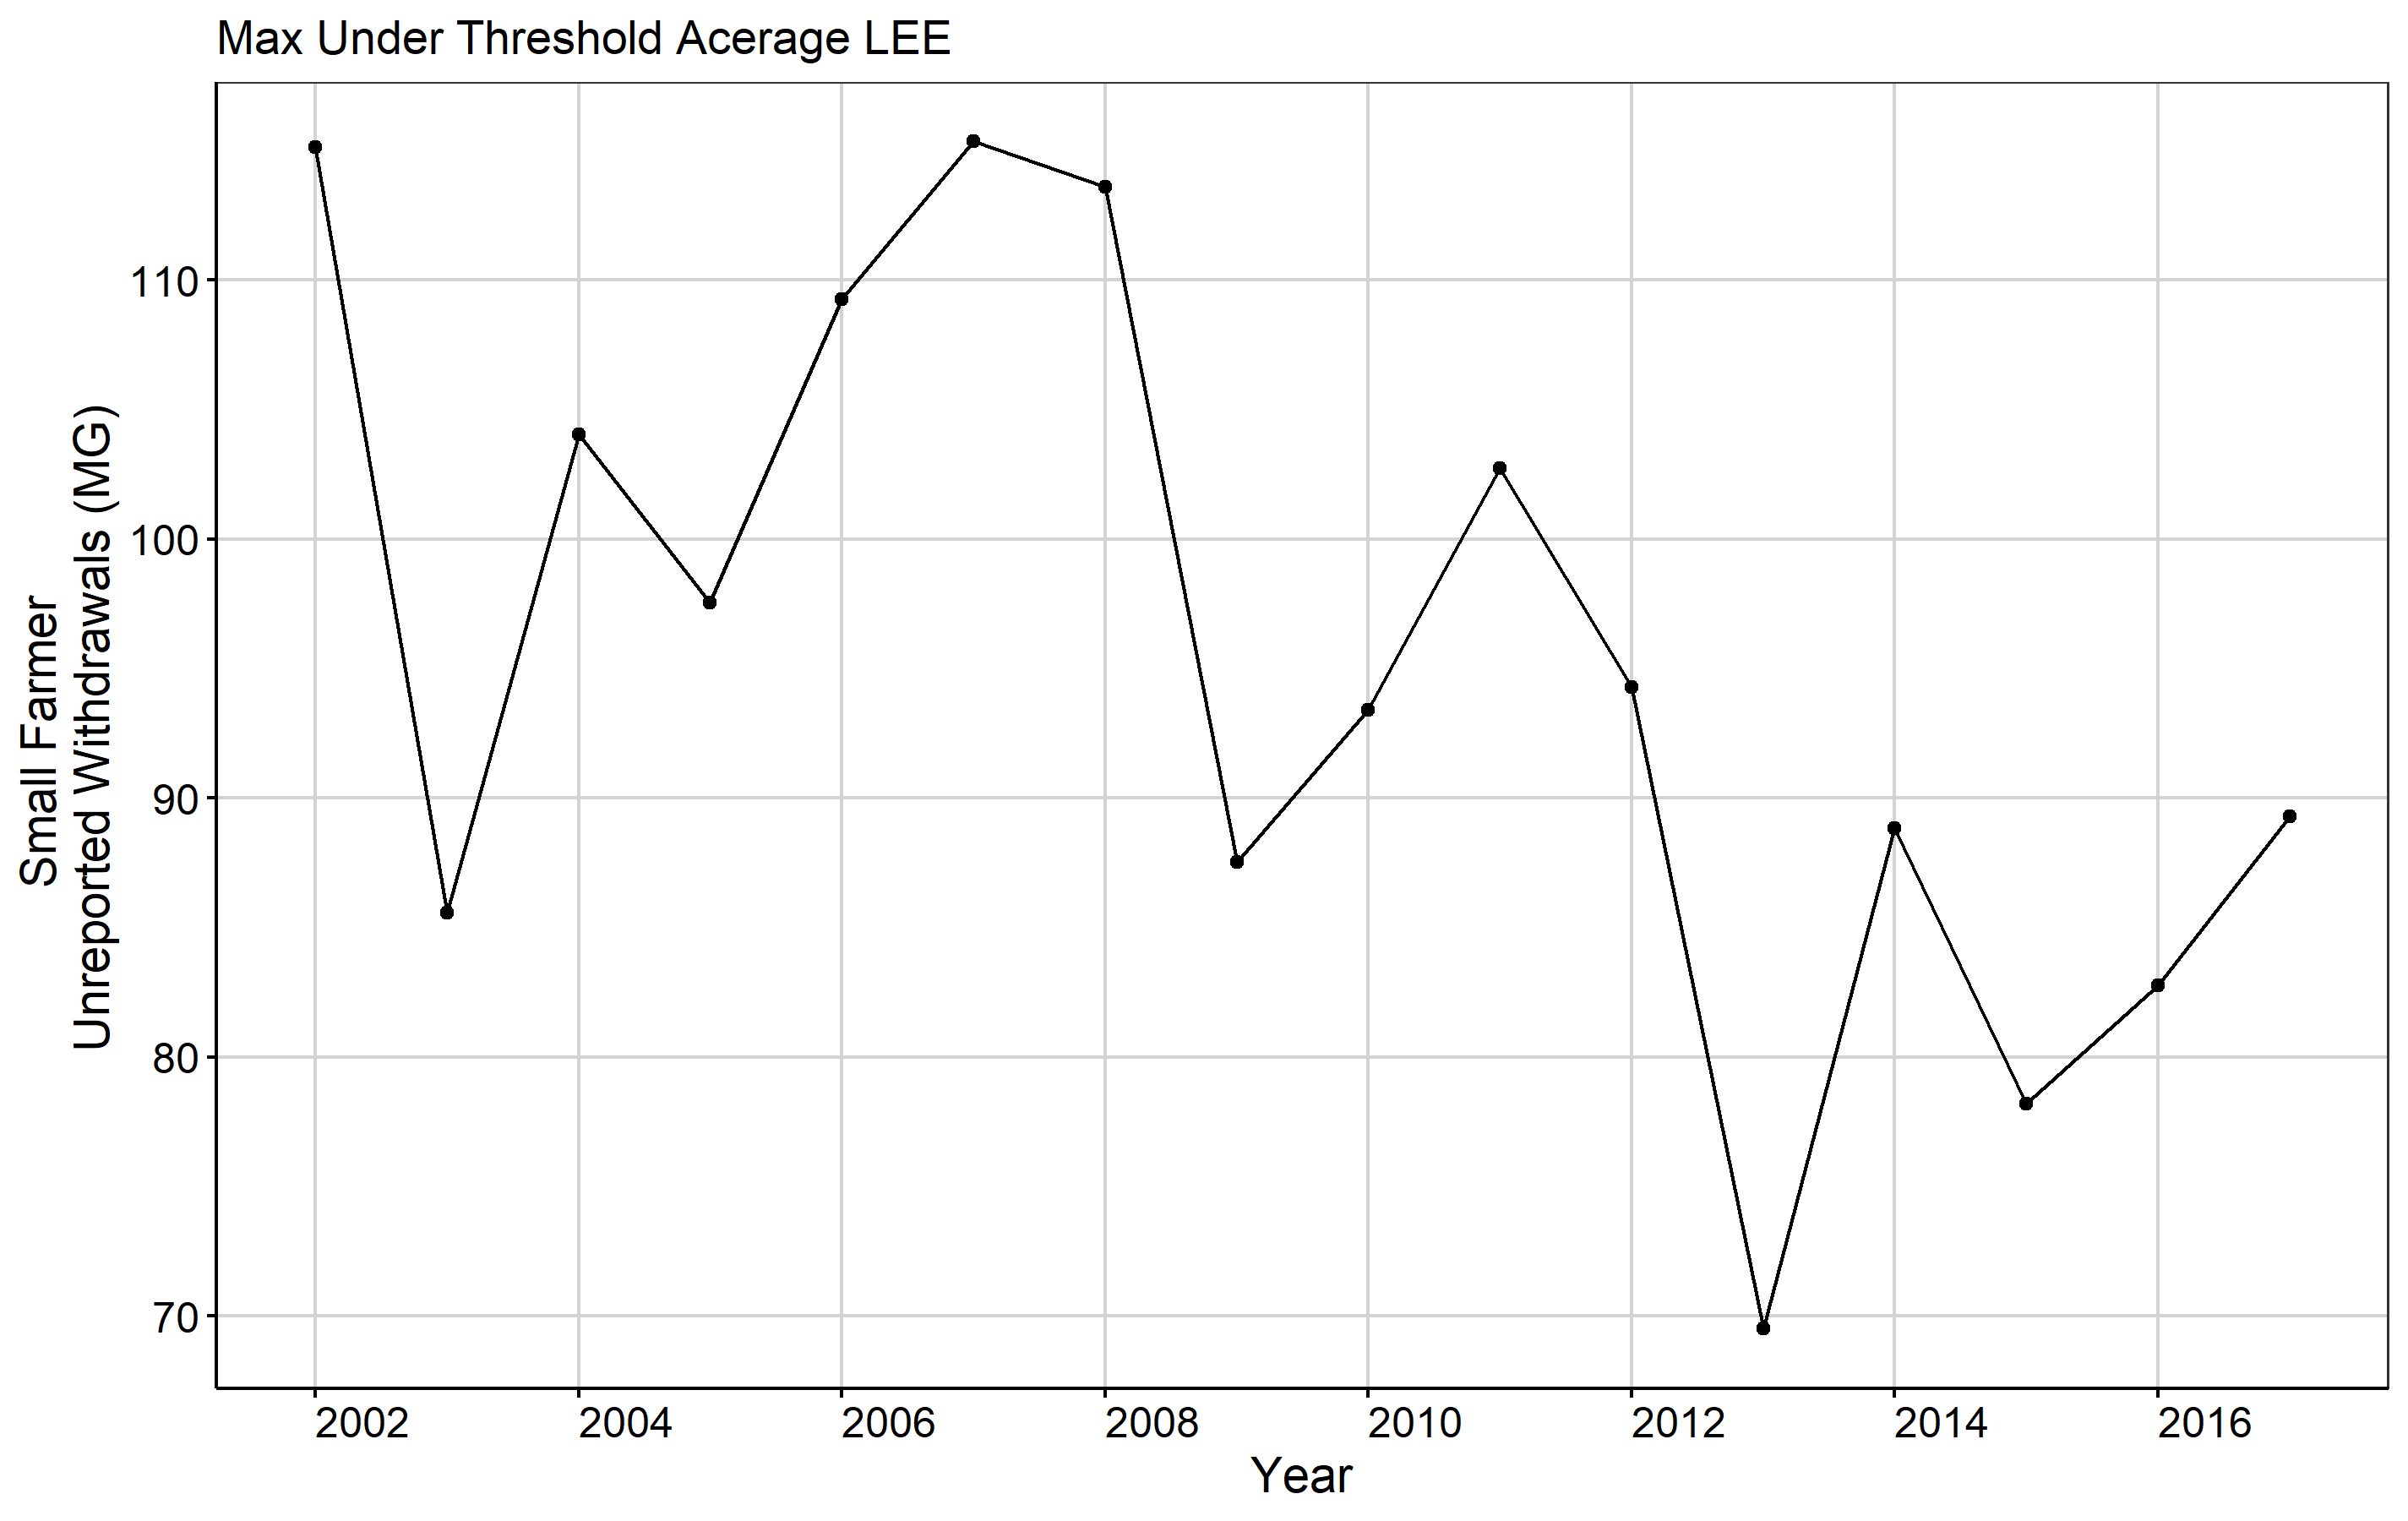 Max Under Threshold Acerage LEE
Small Farmer
Unreported Withdrawals (MG)
110
100
90
80
70
2002 2004 2006 2008 2010 2012 2014 2016
Year